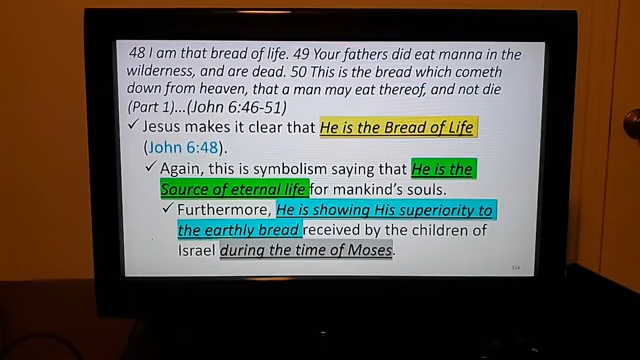 48 I am that bread of life. 49 Your fathers did eat manna in the
wilderness, and are dead. 50 This is the bread which cometh
down from heaven, that a man may eat thereof, and not die
(Part 1)...(John 6:46-51)
✓ Jesus makes it clear that He is the Bread of Life
(John 6:48).
✓ Again, this is symbolism saying that He is the
Source of eternal life for mankind's souls.
✓ Furthermore, He is showing His superiority to
the earthly bread received by the children of
Israel during the time of Moses.